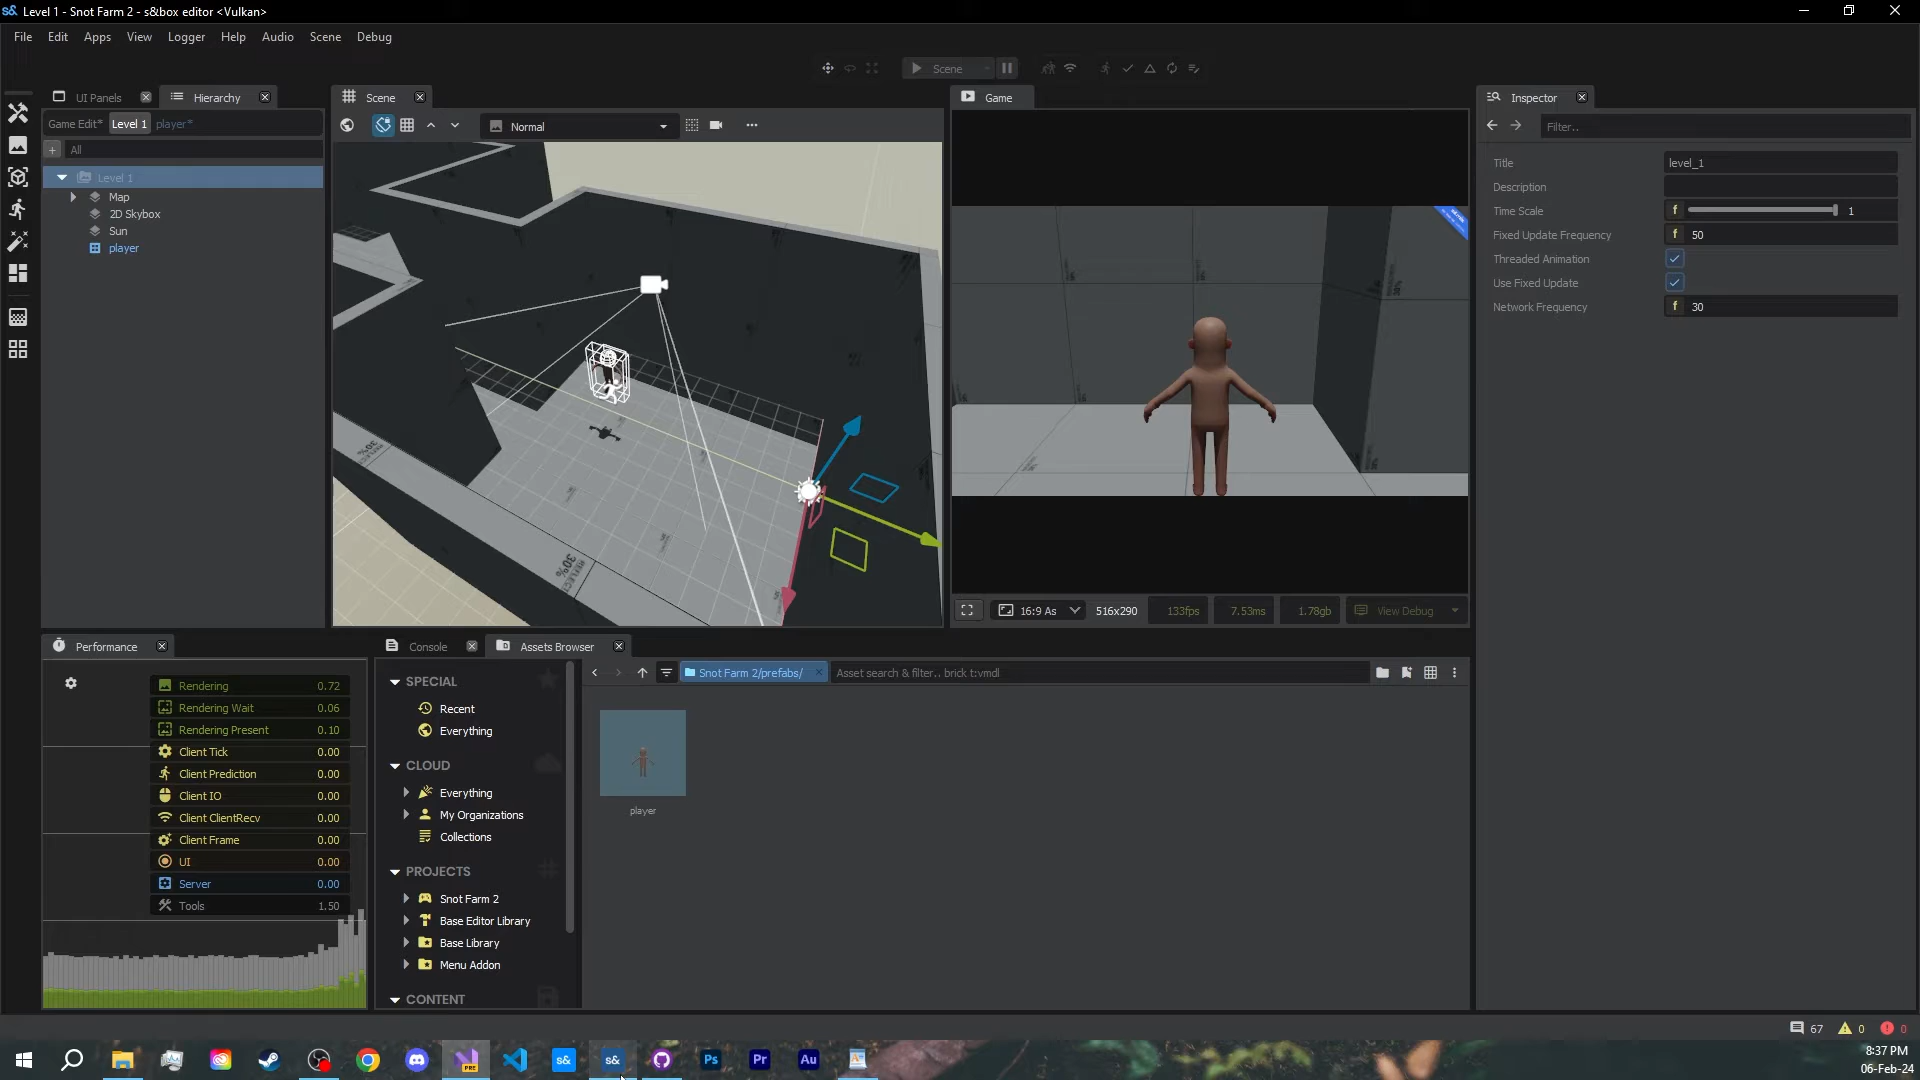 s& Level 1 - Snot Farm 2 - s&box editor <Vulkan>
File Edit Apps View Logger Help Audio Scene Debug
Scene
UI Panels Hierarchy
Game Edit* Level 1 player*
+ All
Level 1
Map
2D Skybox
Sun
player
Scene
Normal
30%
30%
REFLECT
Game
16:9 As 516x290 133fps 7.53ms 1.78gb View Debug
Inspector
Filter..
Title level_1
Description
Time Scale f 1
Fixed Update Frequency f 50
Threaded Animation
Use Fixed Update
Network Frequency f 30
Performance
Rendering 0.72
Rendering Wait 0.06
Rendering Present 0.10
Client Tick 0.00
Client Prediction 0.00
Client IO 0.00
Client ClientRecv 0.00
Client Frame 0.00
UI 0.00
Server 0.00
Tools 1.50
Console Assets Browser
SPECIAL
Recent
Everything
CLOUD
Everything
My Organizations
Collections
PROJECTS
Snot Farm 2
Base Editor Library
Base Library
Menu Addon
CONTENT
Snot Farm 2/prefabs/ Asset search & filter.. brick t:vmdl
player
67 0 0
PRE s& s& Ps Pr Au
8:37 PM
06-Feb-24